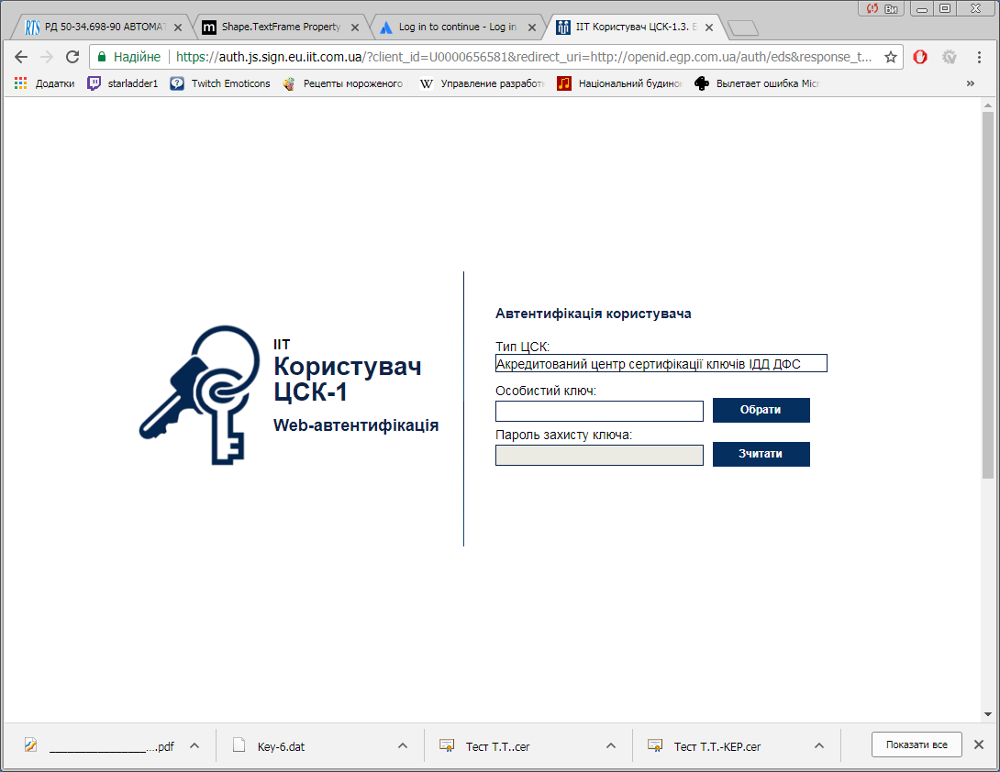 Ви
РД 50-34.698-90 АВТОМАТ
Shape.TextFrame Property
Log in to continue - Log in
ІІТ Користувач ЦСК-1.3.
Надійне
https://auth.js.sign.eu.iit.com.ua/?client_id=U0000656581&redirect_uri=http://openid.egp.com.ua/auth/eds&response_t...
Додатки
starladder1
Twitch Emoticons
Рецепты мороженого
Управление разработ
Національний будинок
Вылетает ошибка Micr
»
ІІТ
Користувач
ЦСК-1
Web-автентифікація
Автентифікація користувача
Тип ЦСК:
Акредитований центр сертифікації ключів ІДД ДФС
Особистий ключ:
Обрати
Пароль захисту ключа:
Зчитати
__________________....pdf
Key-6.dat
Тест Т.Т..cer
Тест Т.Т.-КЕР.cer
Показати все